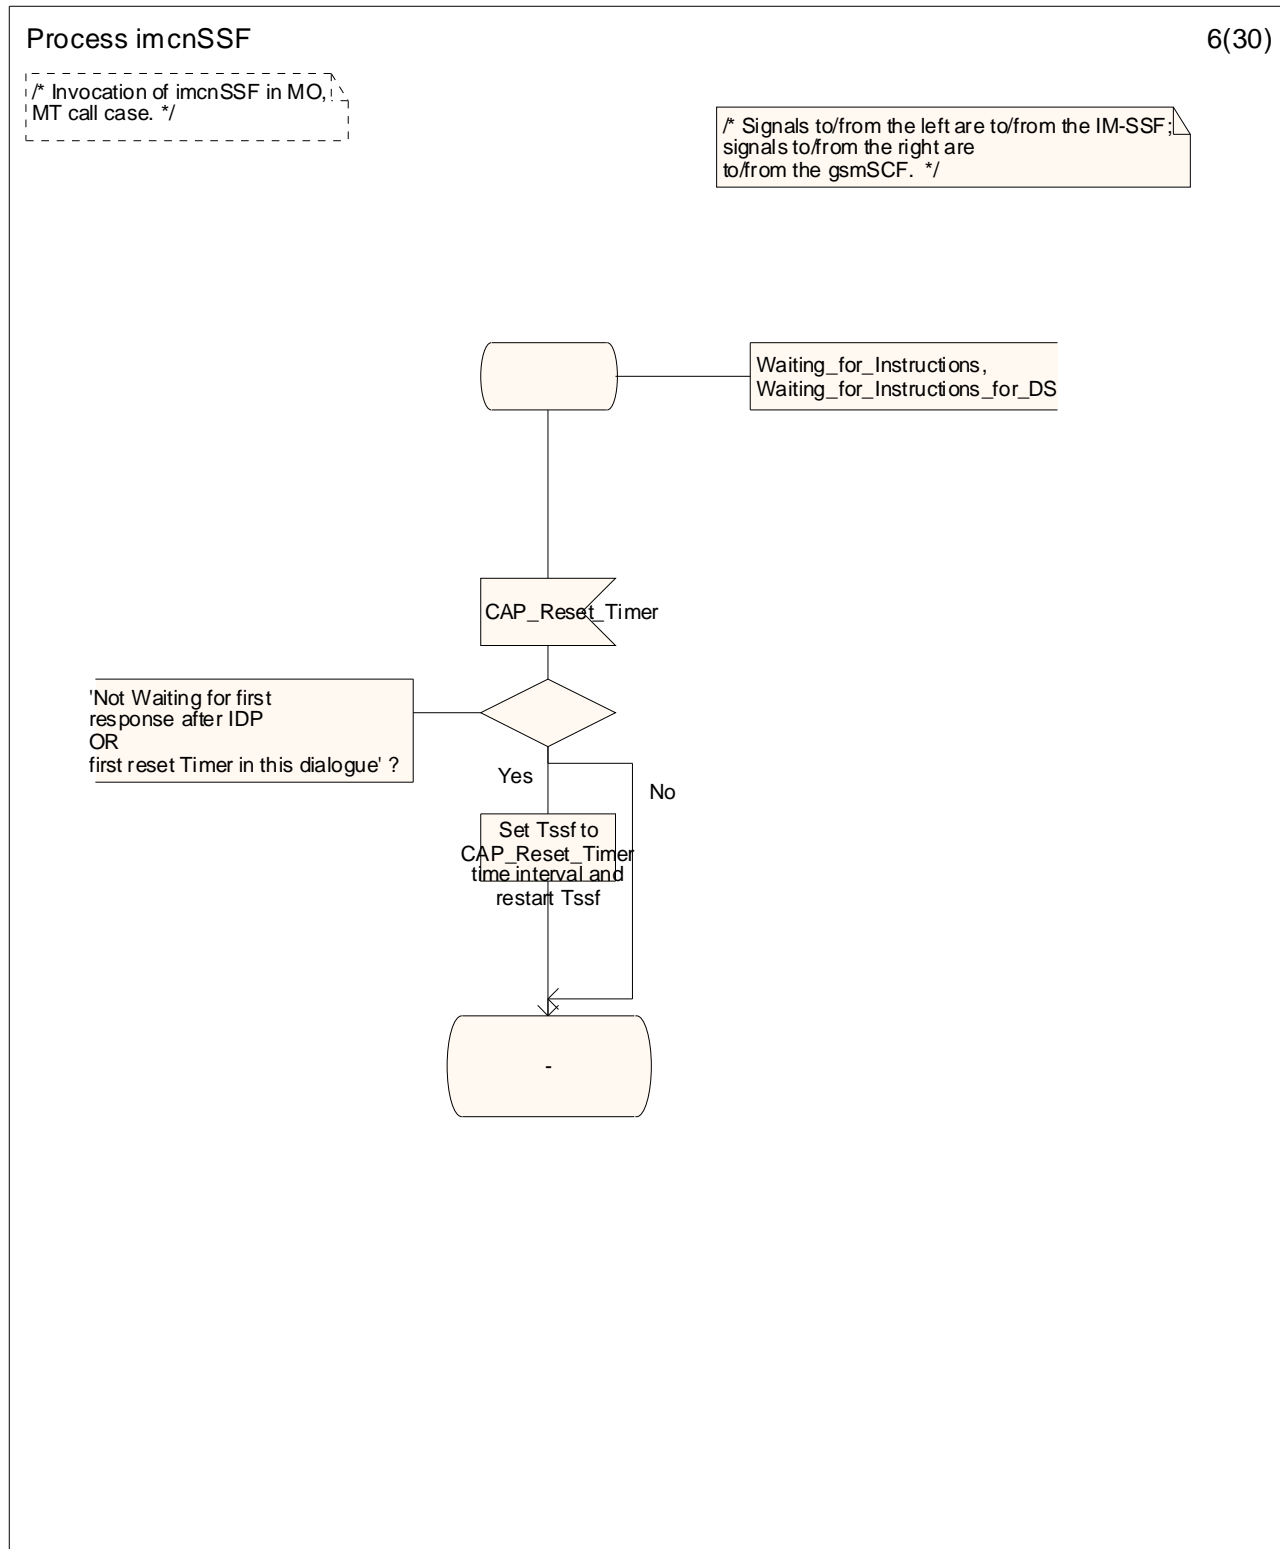 Process imcnSSF
6(30)
/* Invocation of imcnSSF in MO,
MT call case. */
/* Signals to/from the left are to/from the IM-SSF;
signals to/from the right are
to/from the gsmSCF.  */
Waiting_for_Instructions,
Waiting_for_Instructions_for_DS
CAP_Reset_Timer
'Not Waiting for first
response after IDP
OR
first reset Timer in this dialogue' ?
Yes
No
Set Tssf to
CAP_Reset_Timer
time interval and
restart Tssf
-